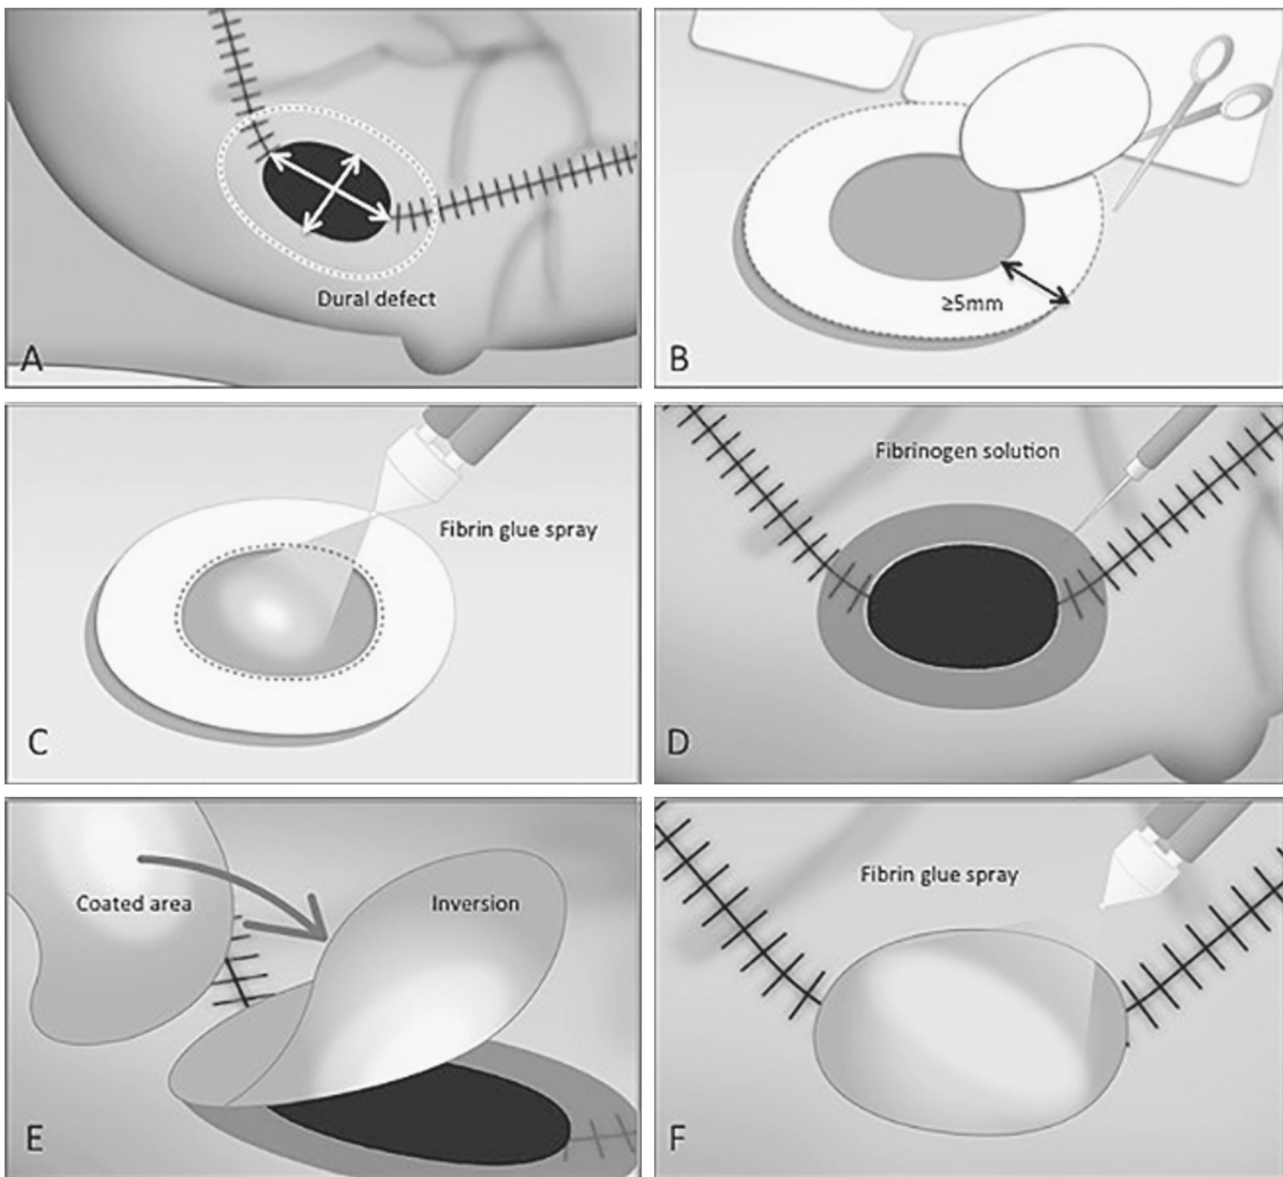 Dural defect
A
≥5mm
B
Fibrin glue spray
C
Fibrinogen solution
D
Coated area
Inversion
E
Fibrin glue spray
F